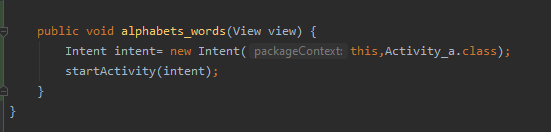 public void alphabets_words(View view) {
Intent intent= new Intent( packageContext: this,Activity_a.class);
startActivity(intent);
}
}